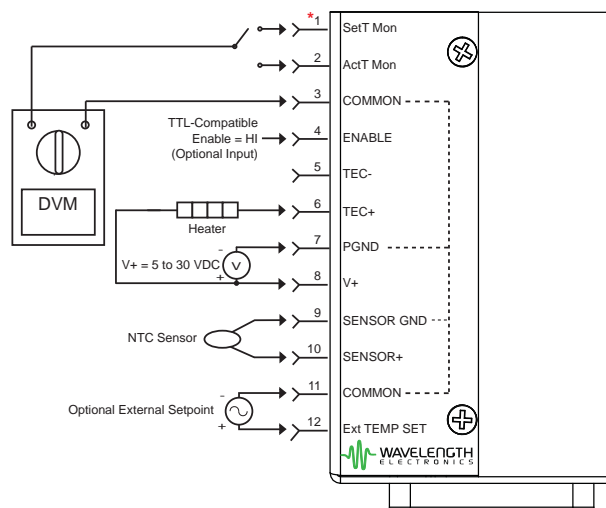 *1 SetT Mon
2 ActT Mon
3 COMMON
TTL-Compatible
Enable = HI
(Optional Input)
4 ENABLE
5 TEC-
DVM
6 TEC+
Heater
- 7 PGND
V+ = 5 to 30 VDC V
+ 8 V+
9 SENSOR GND
NTC Sensor
10 SENSOR+
- 11 COMMON
Optional External Setpoint
+ 12 Ext TEMP SET
WAVELENGTH
ELECTRONICS